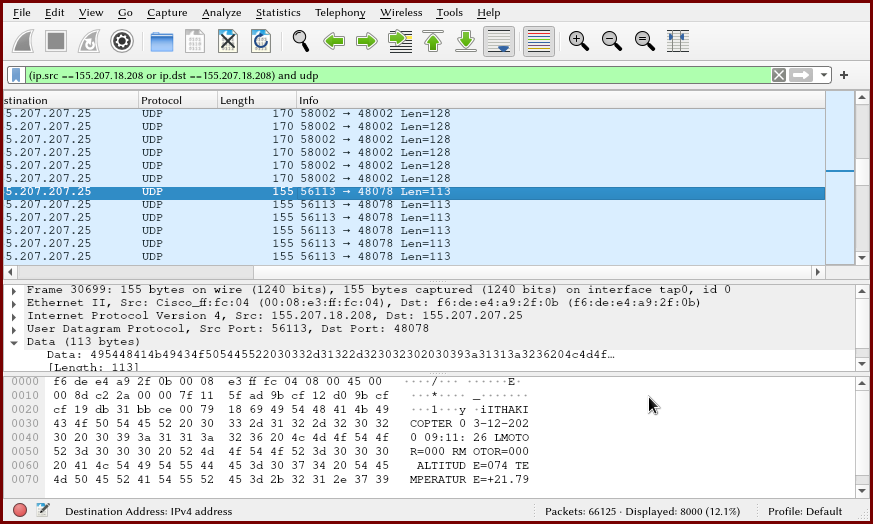 File Edit View Go Capture Analyze Statistics Telephony Wireless Tools Help
(ip.src ==155.207.18.208 or ip.dst ==155.207.18.208) and udp
stination Protocol Length Info
5.207.207.25 UDP 170 58002 → 48002 Len=128
5.207.207.25 UDP 170 58002 → 48002 Len=128
5.207.207.25 UDP 170 58002 → 48002 Len=128
5.207.207.25 UDP 170 58002 → 48002 Len=128
5.207.207.25 UDP 170 58002 → 48002 Len=128
5.207.207.25 UDP 170 58002 → 48002 Len=128
5.207.207.25 UDP 155 56113 → 48078 Len=113
5.207.207.25 UDP 155 56113 → 48078 Len=113
5.207.207.25 UDP 155 56113 → 48078 Len=113
5.207.207.25 UDP 155 56113 → 48078 Len=113
5.207.207.25 UDP 155 56113 → 48078 Len=113
5.207.207.25 UDP 155 56113 → 48078 Len=113
Frame 30699: 155 bytes on wire (1240 bits), 155 bytes captured (1240 bits) on interface tap0, id 0
Ethernet II, Src: Cisco_ff:fc:04 (00:08:e3:ff:fc:04), Dst: f6:de:e4:a9:2f:0b (f6:de:e4:a9:2f:0b)
Internet Protocol Version 4, Src: 155.207.18.208, Dst: 155.207.207.25
User Datagram Protocol, Src Port: 56113, Dst Port: 48078
Data (113 bytes)
Data: 495448414b49434f505445522030332d31322d323032302030393a31313a3236204c4d4f…
[Length: 113]
0000 f6 de e4 a9 2f 0b 00 08 e3 ff fc 04 08 00 45 00 ····/··· ······E·
0010 00 8d c2 2a 00 00 7f 11 5f ad 9b cf 12 d0 9b cf ···*···· _·······
0020 cf 19 db 31 bb ce 00 79 18 69 49 54 48 41 4b 49 ···1···y ·iITHAKI
0030 43 4f 50 54 45 52 20 30 33 2d 31 32 2d 32 30 32 COPTER 0 3-12-202
0040 30 20 30 39 3a 31 31 3a 32 36 20 4c 4d 4f 54 4f 0 09:11: 26 LMOTO
0050 52 3d 30 30 30 20 52 4d 4f 54 4f 52 3d 30 30 30 R=000 RM OTOR=000
0060 20 41 4c 54 49 54 55 44 45 3d 30 37 34 20 54 45 ALTITUD E=074 TE
0070 4d 50 45 52 41 54 55 52 45 3d 2b 32 31 2e 37 39 MPERATUR E=+21.79
Destination Address: IPv4 address Packets: 66125 · Displayed: 8000 (12.1%) Profile: Default